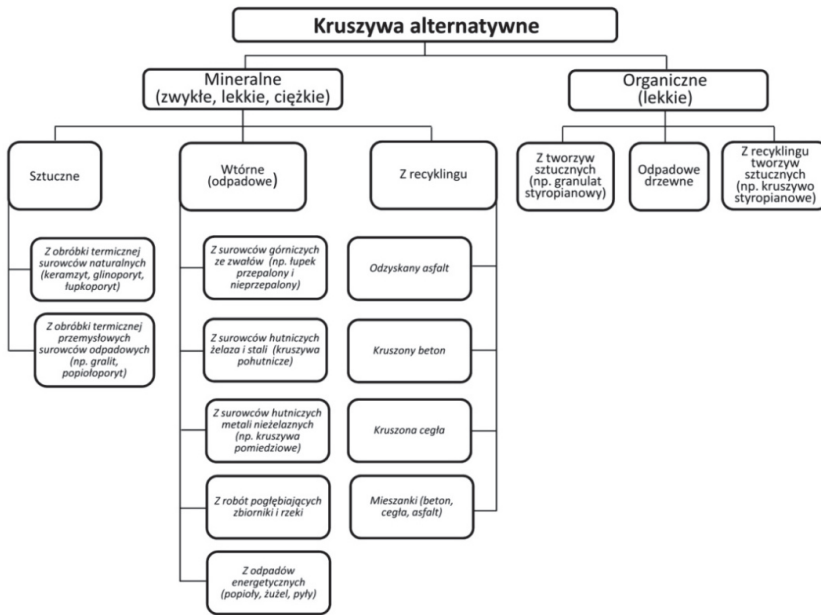 Kruszywa alternatywne
Mineralne
(zwykłe, lekkie, ciężkie)
Organiczne
(lekkie)
Sztuczne
Wtórne
(odpadowe)
Z recyklingu
Z tworzyw
sztucznych
(np. granulat
styropianowy)
Odpadowe
drzewne
Z recyklingu
tworzyw
sztucznych
(np. kruszywo
styropianowe)
Z obróbki termicznej
surowców naturalnych
(keramzyt, glinoporyt,
łupkoporyt)
Z obróbki termicznej
przemysłowych
surowców odpadowych
(np. gralit,
popiołoporyt)
Z surowców górniczych
ze zwałów (np. łupek
przepalony i
nieprzepalony)
Z surowców hutniczych
żelaza i stali (kruszywa
pohutnicze)
Z surowców hutniczych
metali nieżelaznych
(np. kruszywa
pomiedziowe)
Z robót pogłębiających
zbiorniki i rzeki
Z odpadów
energetycznych
(popioły, żużel, pyły)
Odzyskany asfalt
Kruszony beton
Kruszona cegła
Mieszanki (beton,
cegła, asfalt)